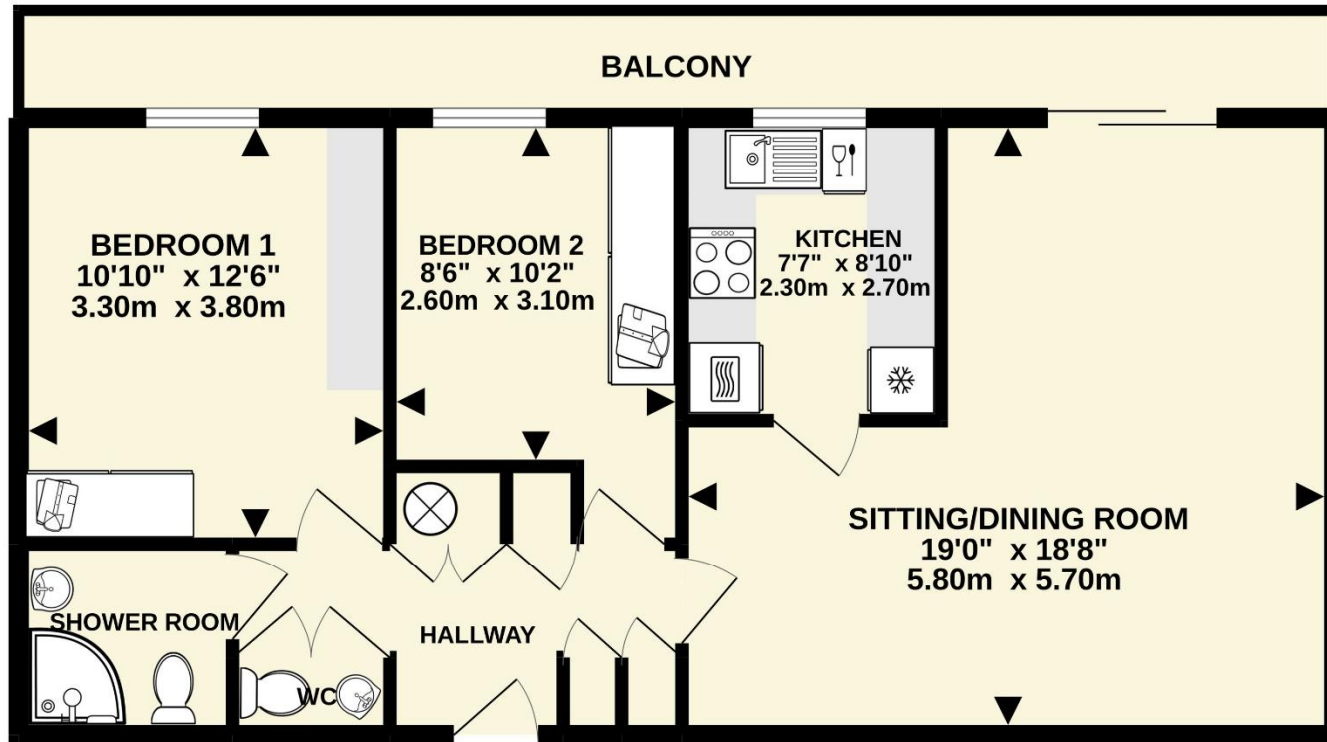 BALCONY
BEDROOM 1
10'10" x 12'6"
3.30m x 3.80m
BEDROOM 2
8'6" x 10'2"
2.60m x 3.10m
KITCHEN
7'7" x 8'10"
2.30m x 2.70m
SITTING/DINING ROOM
19'0" x 18'8"
5.80m x 5.70m
SHOWER ROOM
HALLWAY
WC